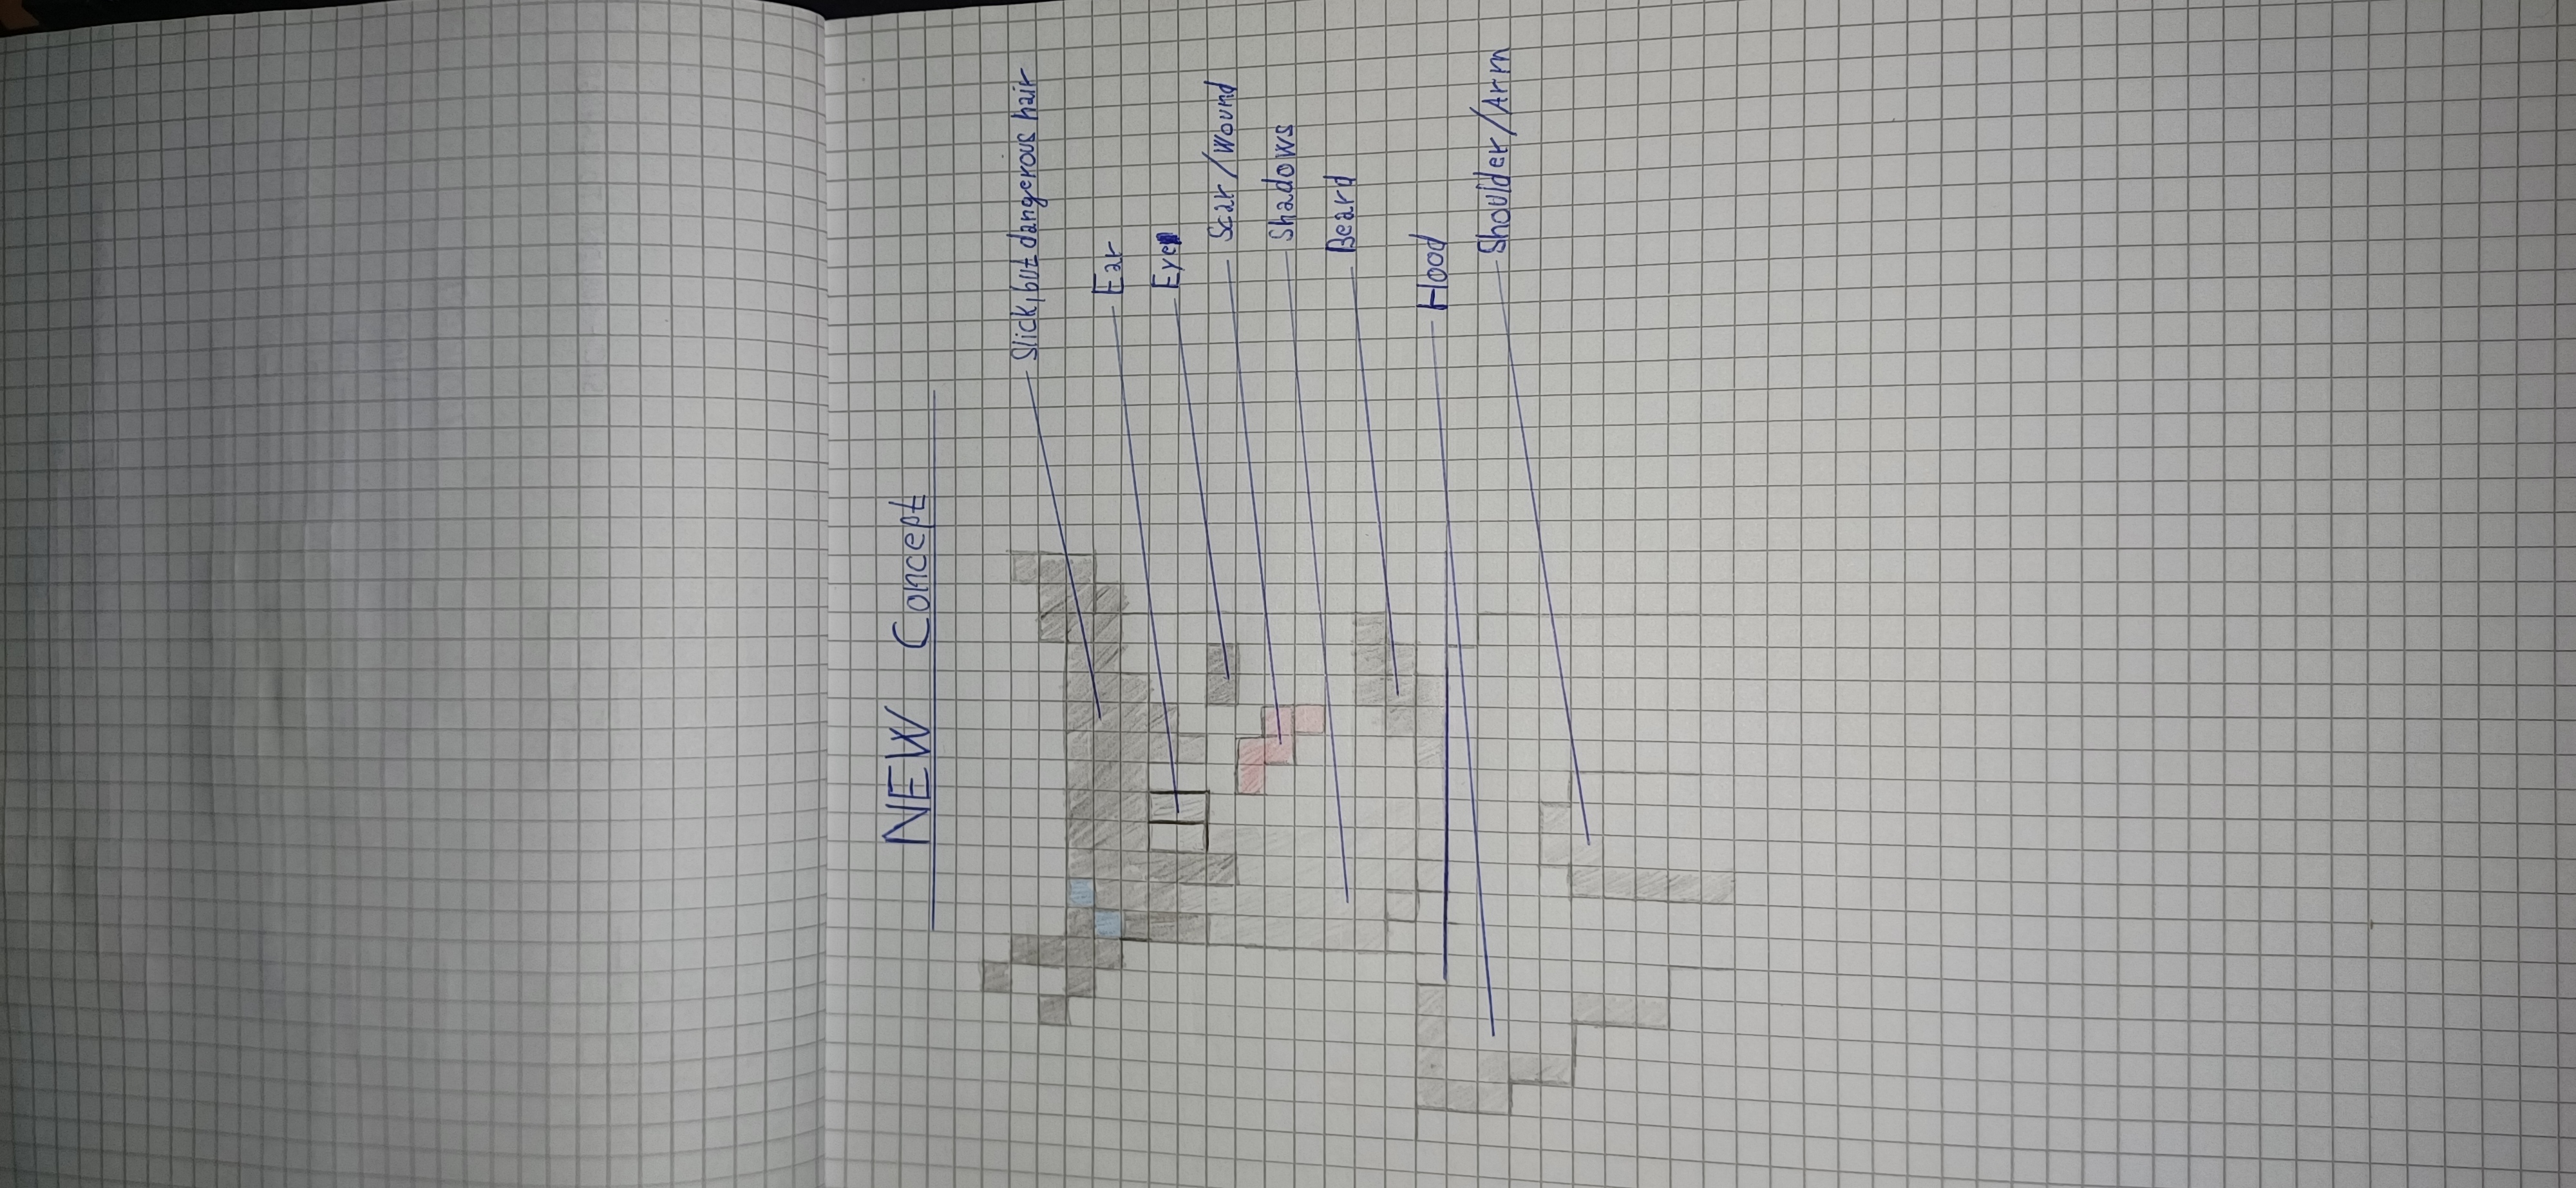 NEW Concept
Slick, but dangerous hair
Ear
Eye
Scar/Wound
Shadows
Beard
Hood
Shoulder/Arm